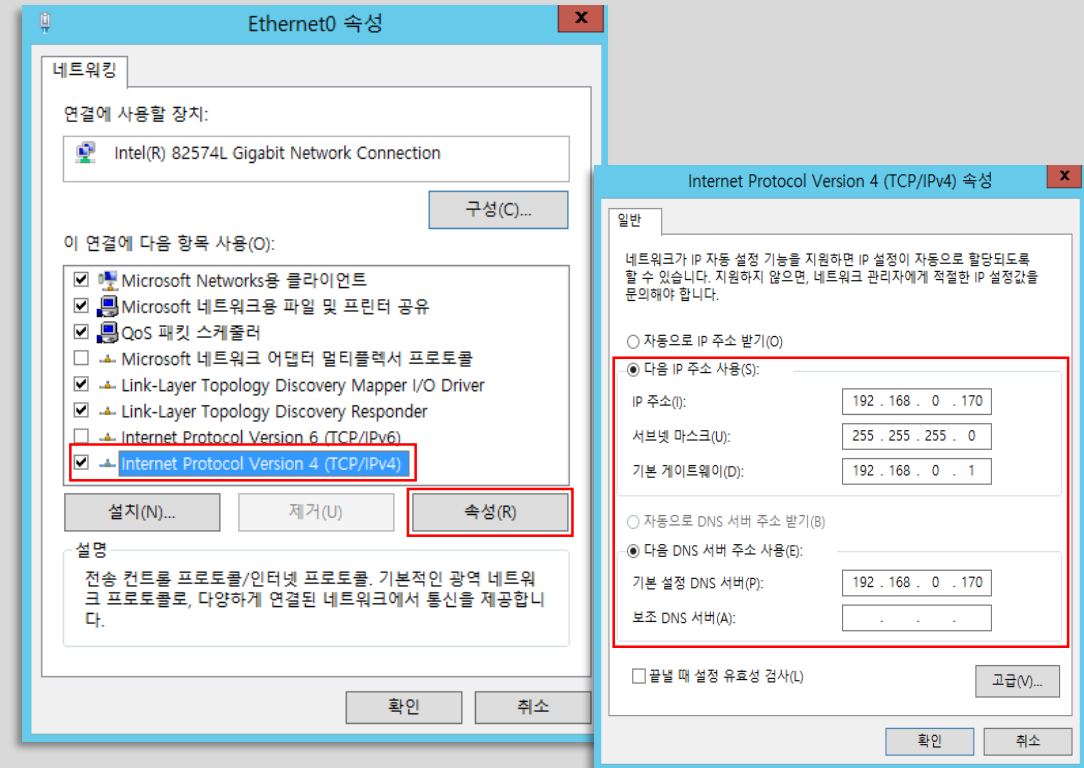 Ethernet0 속성
x
네트워킹
연결에 사용할 장치:
Intel(R) 82574L Gigabit Network Connection
구성(C)...
이 연결에 다음 항목 사용(O):
Microsoft Networks용 클라이언트
Microsoft 네트워크용 파일 및 프린터 공유
QoS 패킷 스케줄러
Microsoft 네트워크 어댑터 멀티플렉서 프로토콜
Link-Layer Topology Discovery Mapper I/O Driver
Link-Layer Topology Discovery Responder
Internet Protocol Version 6 (TCP/IPv6)
Internet Protocol Version 4 (TCP/IPv4)
설치(N)...
제거(U)
속성(R)
설명
전송 컨트롤 프로토콜/인터넷 프로토콜. 기본적인 광역 네트워
크 프로토콜로, 다양하게 연결된 네트워크에서 통신을 제공합니
다.
확인
취소
Internet Protocol Version 4 (TCP/IPv4) 속성
x
일반
네트워크가 IP 자동 설정 기능을 지원하면 IP 설정이 자동으로 할당되도록
할 수 있습니다. 지원하지 않으면, 네트워크 관리자에게 적절한 IP 설정값을
문의해야 합니다.
자동으로 IP 주소 받기(O)
다음 IP 주소 사용(S):
IP 주소(I): 192 . 168 . 0 . 170
서브넷 마스크(U): 255 . 255 . 255 . 0
기본 게이트웨이(D): 192 . 168 . 0 . 1
자동으로 DNS 서버 주소 받기(B)
다음 DNS 서버 주소 사용(E):
기본 설정 DNS 서버(P): 192 . 168 . 0 . 170
보조 DNS 서버(A): . . .
끝낼 때 설정 유효성 검사(L)
고급(V)...
확인
취소